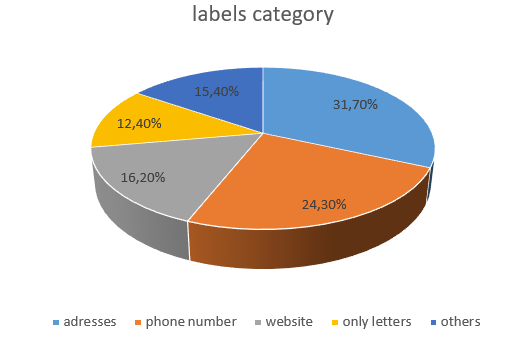 labels category
15,40%
31,70%
12,40%
16,20%
24,30%
adresses phone number website only letters others